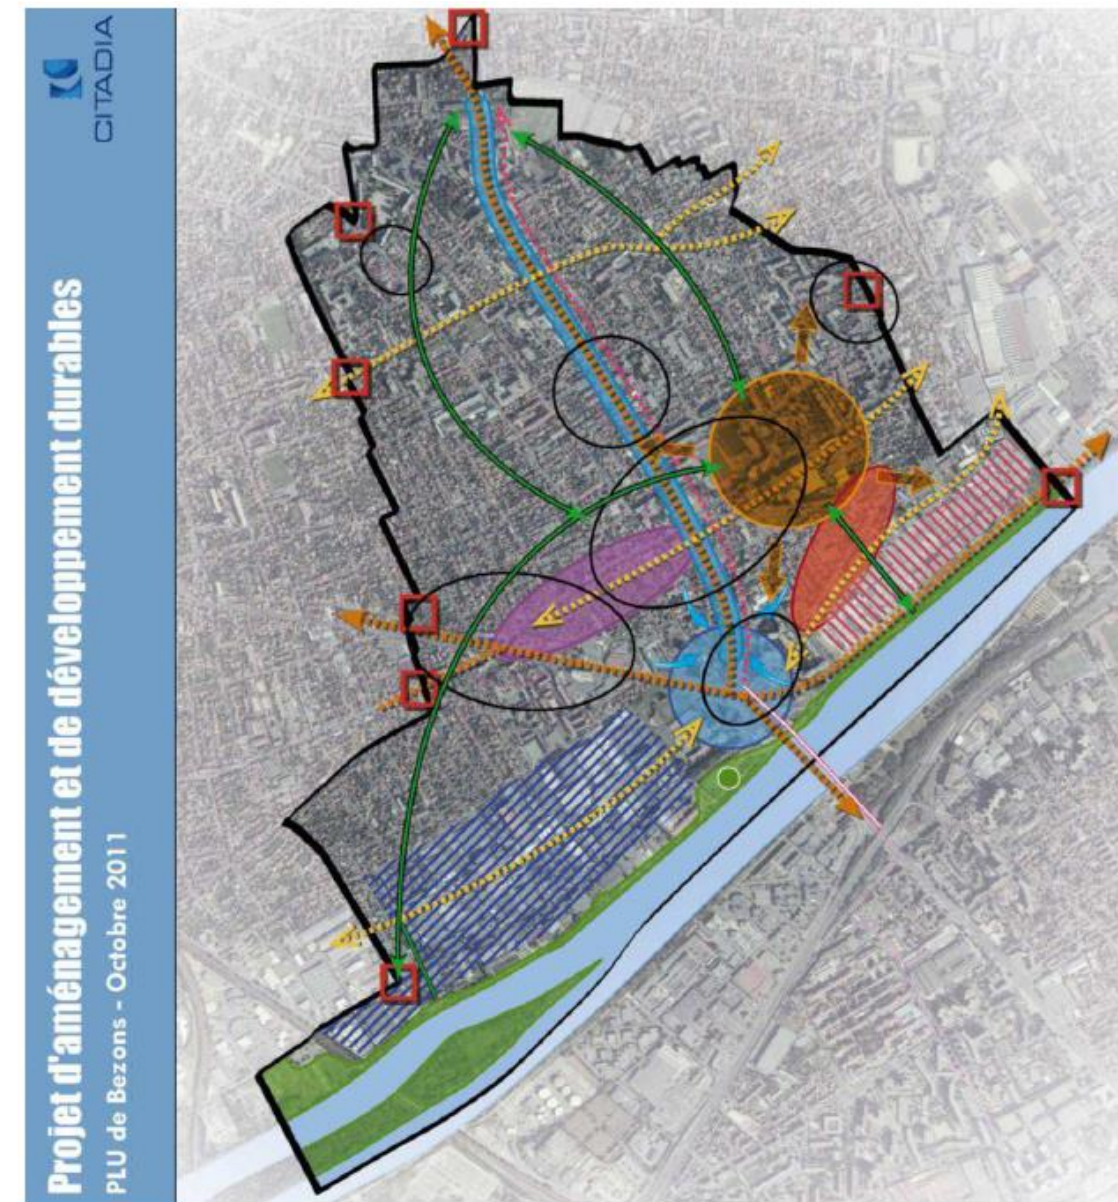 Projet d'aménagement et de développement durables
PLU de Bezons - Octobre 2011
CITADIA